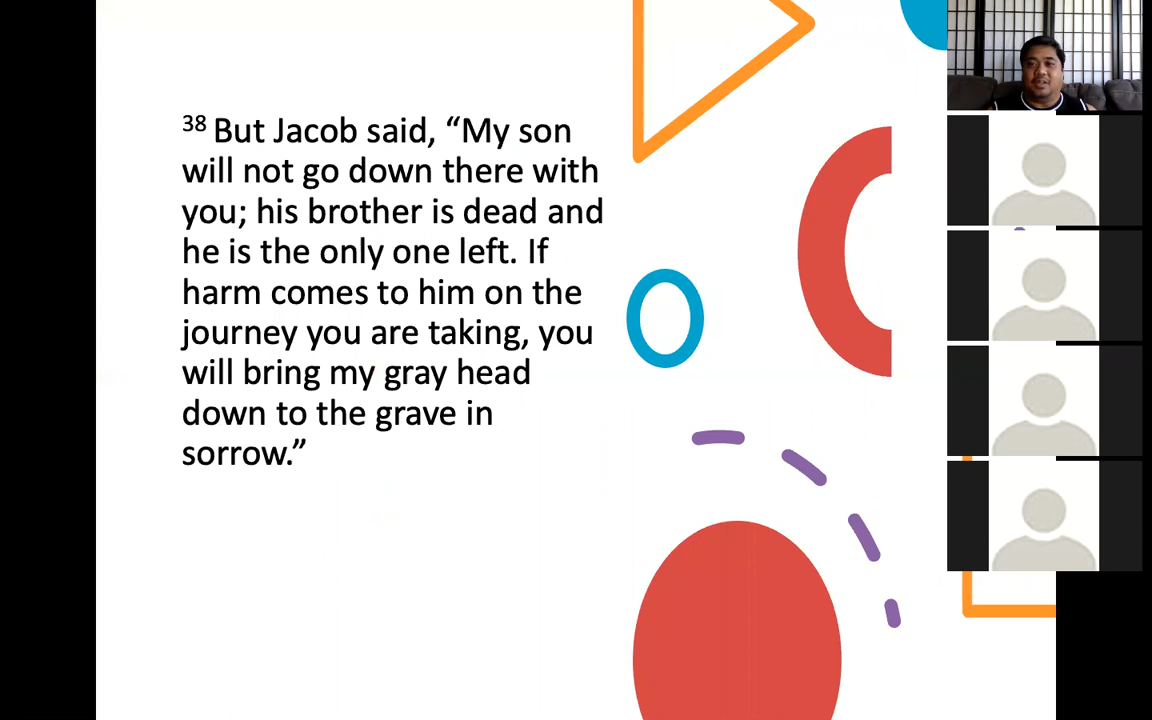 38 But Jacob said, “My son
will not go down there with
you; his brother is dead and
he is the only one left. If
harm comes to him on the
journey you are taking, you
will bring my gray head
down to the grave in
sorrow.”